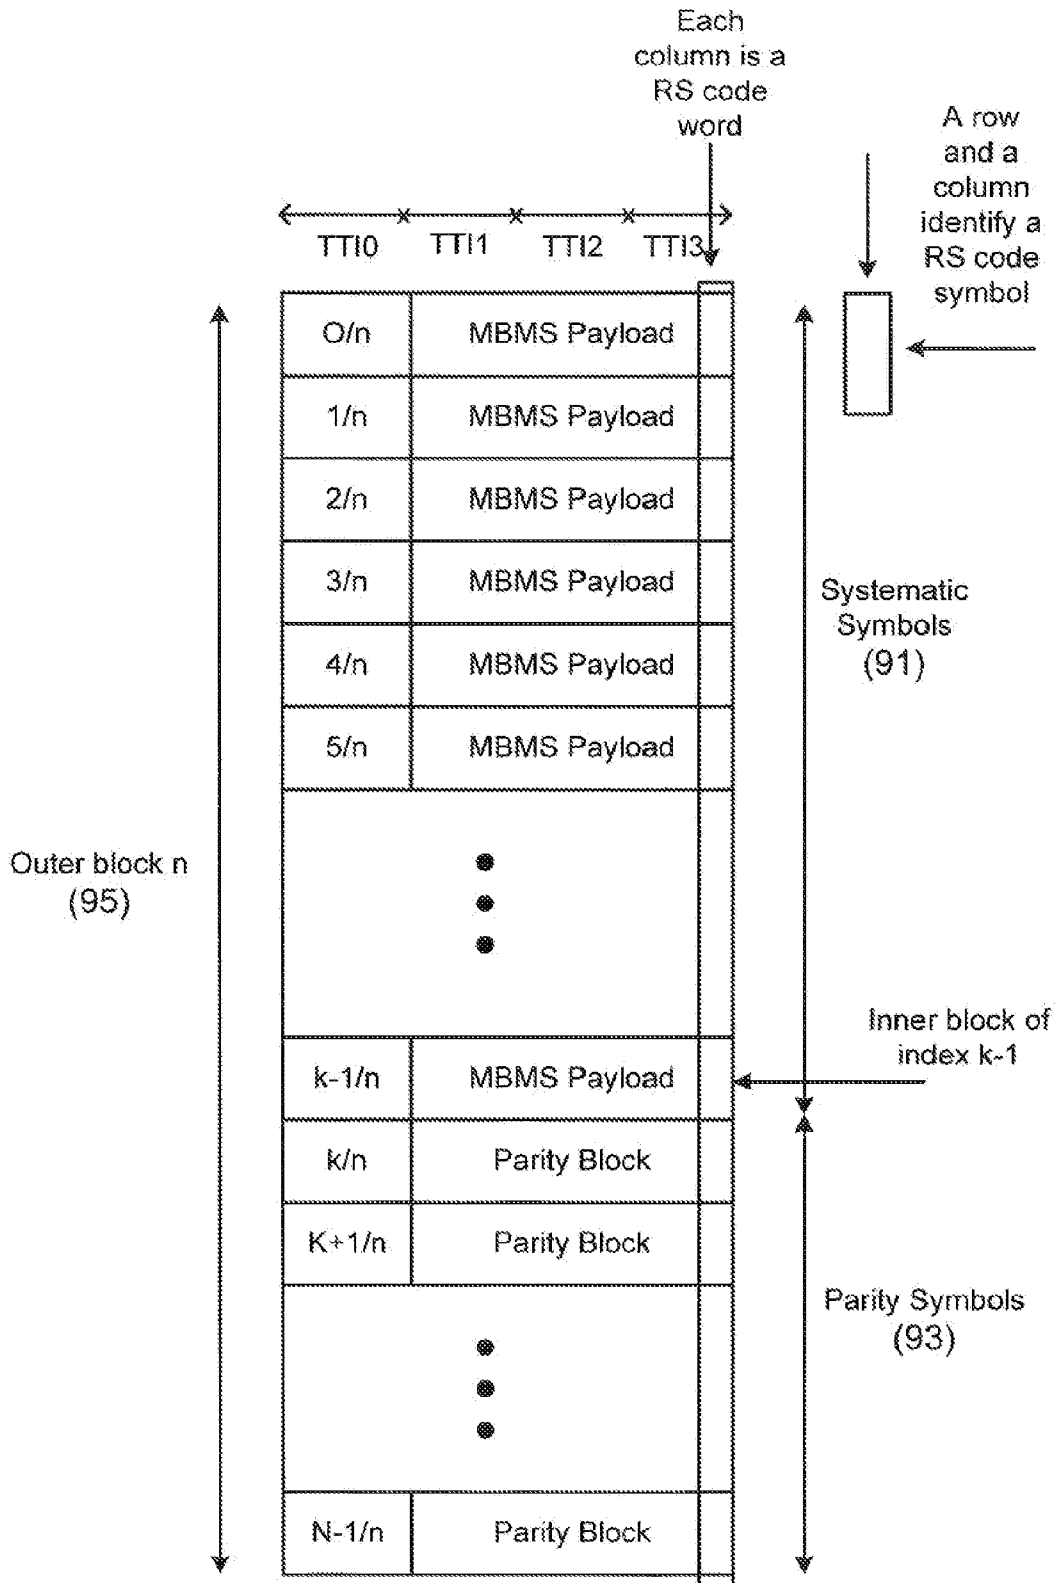 Each
column is a
RS code
word
A row
and a
column
identify a
RS code
symbol
TTI0 TTI1 TTI2 TTI3
O/n MBMS Payload
1/n MBMS Payload
2/n MBMS Payload
3/n MBMS Payload
4/n MBMS Payload
5/n MBMS Payload
Systematic
Symbols
(91)
Outer block n
(95)
Inner block of
index k-1
k-1/n MBMS Payload
k/n Parity Block
K+1/n Parity Block
Parity Symbols
(93)
N-1/n Parity Block